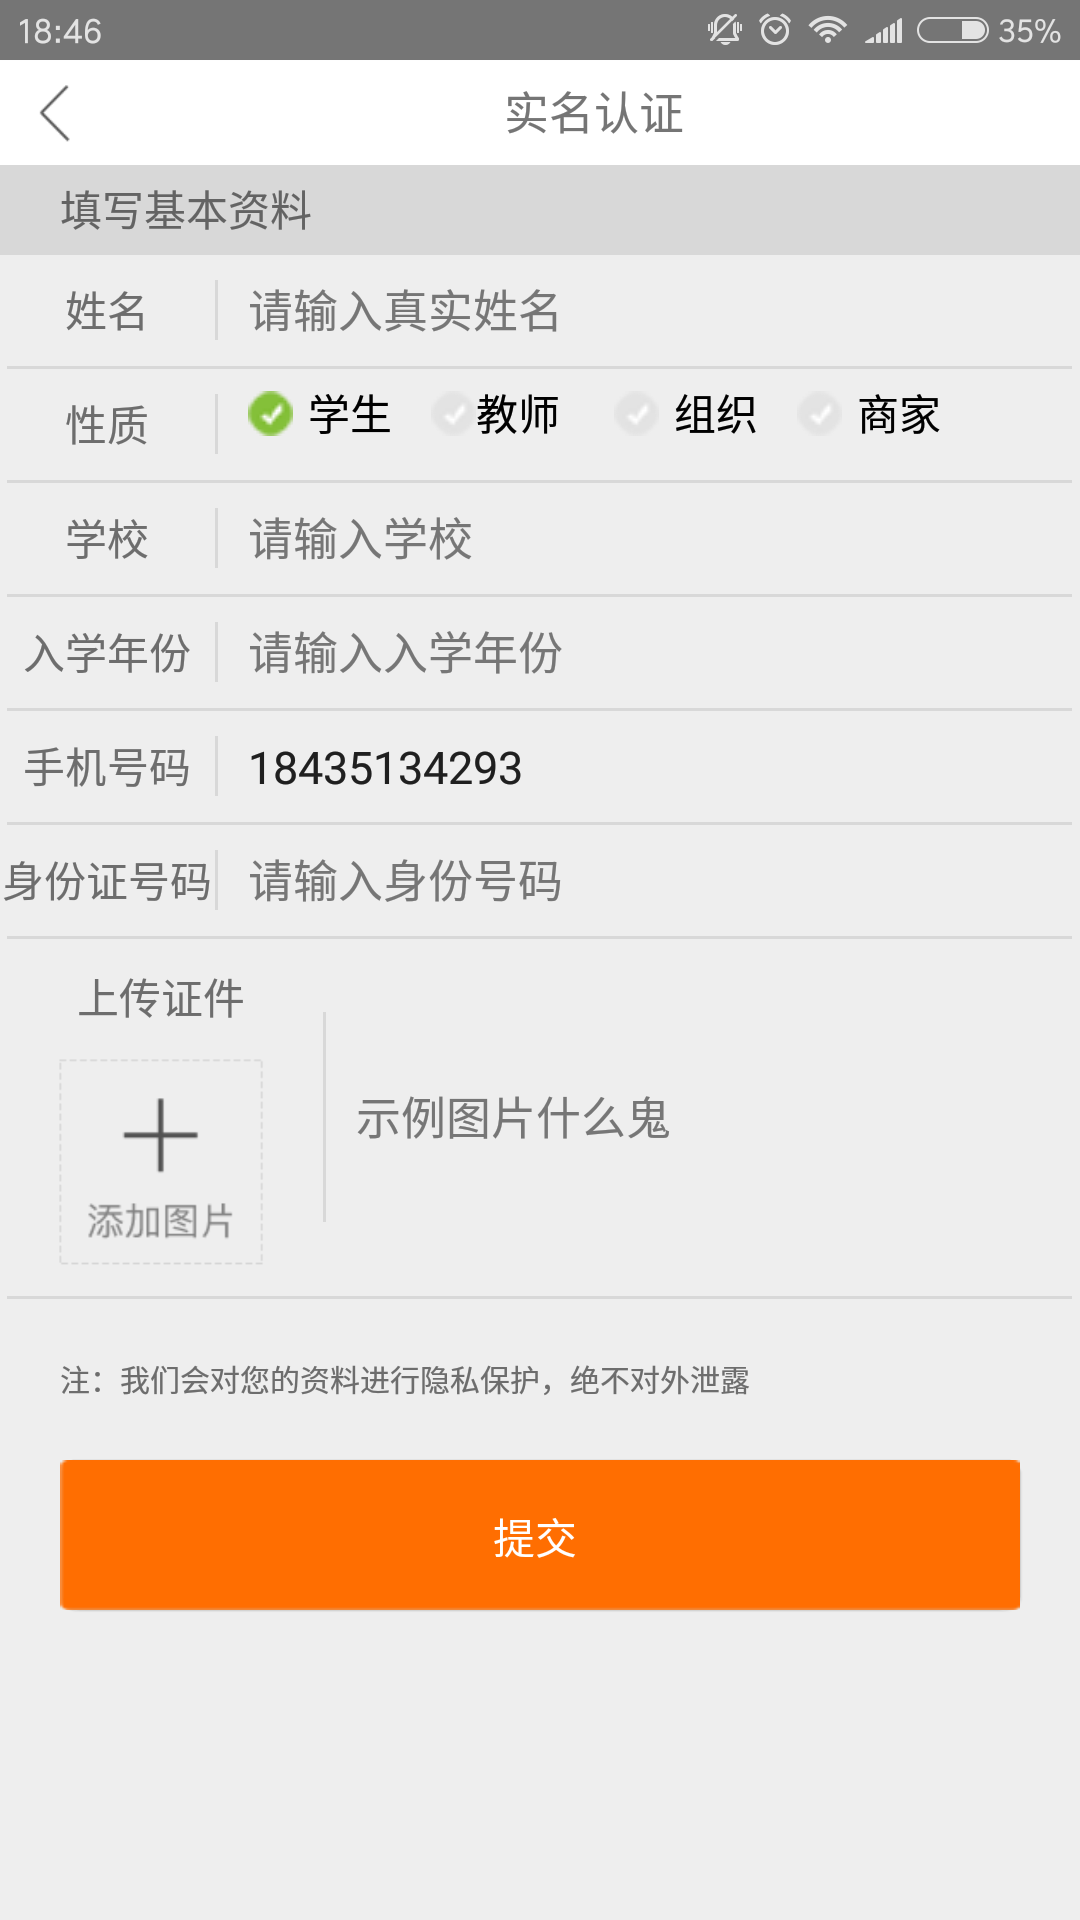 18:46 35%
实名认证
填写基本资料
姓名 请输入真实姓名
性质 学生 教师 组织 商家
学校 请输入学校
入学年份 请输入入学年份
手机号码 18435134293
身份证号码 请输入身份号码
上传证件
示例图片什么鬼
添加图片
注：我们会对您的资料进行隐私保护，绝不对外泄露
提交